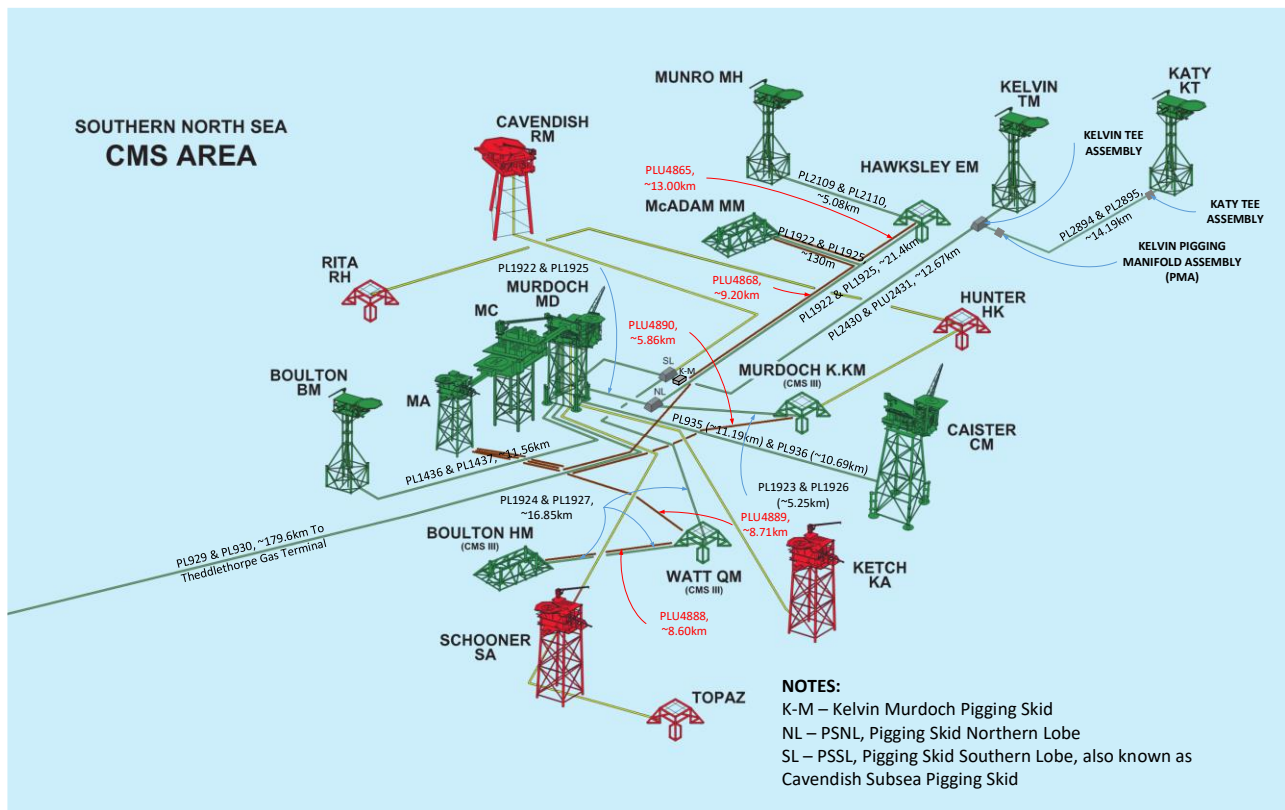 SOUTHERN NORTH SEA
CMS AREA
MUNRO MH
KATY
KT
KELVIN
TM
CAVENDISH
RM
KELVIN TEE
ASSEMBLY
PLU4865,
~13.00km
HAWKSLEY EM
PL2109 & PL2110,
~5.08km
McADAM MM
PL2894 & PL2895,
~14.19km
KATY TEE
ASSEMBLY
PL1922 & PL1925
~130m
KELVIN PIGGING
MANIFOLD ASSEMBLY
(PMA)
RITA
RH
PL1922 & PL1925
PLU4868,
~9.20km
PL1922 & PL1925, ~21.4km
PL2430 & PLU2431, ~12.67km
MURDOCH
MD
MC
HUNTER
HK
PLU4890,
~5.86km
SL
K-M
NL
MURDOCH K.KM
(CMS III)
BOULTON
BM
MA
CAISTER
CM
PL935 (~11.19km) & PL936 (~10.69km)
PL1436 & PL1437, ~11.56km
PL1923 & PL1926
(~5.25km)
PL1924 & PL1927,
~16.85km
PLU4889,
~8.71km
PL929 & PL930, ~179.6km To
Theddlethorpe Gas Terminal
BOULTON HM
(CMS III)
WATT QM
(CMS III)
KETCH
KA
PLU4888,
~8.60km
SCHOONER
SA
TOPAZ
NOTES:
K-M – Kelvin Murdoch Pigging Skid
NL – PSNL, Pigging Skid Northern Lobe
SL – PSSL, Pigging Skid Southern Lobe, also known as
Cavendish Subsea Pigging Skid